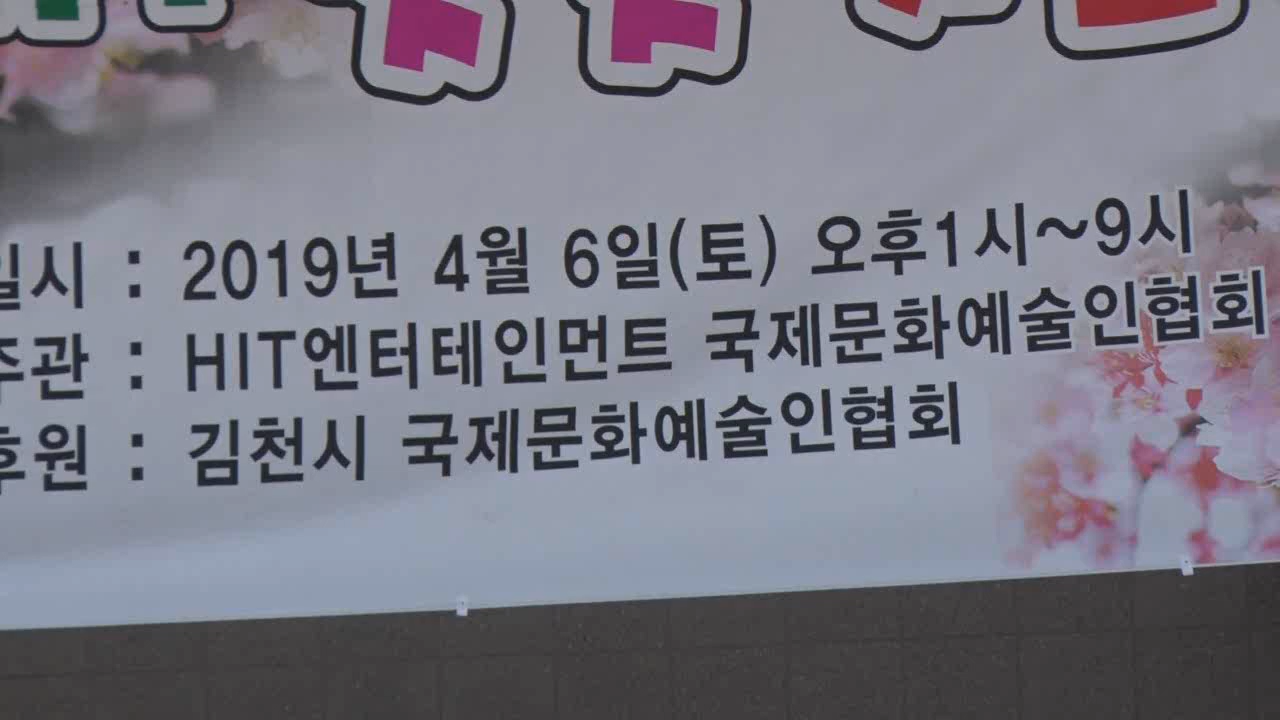 일시 : 2019년 4월 6일(토) 오후1시~9시
주관 : HIT엔터테인먼트 국제문화예술인협회
후원 : 김천시 국제문화예술인협회